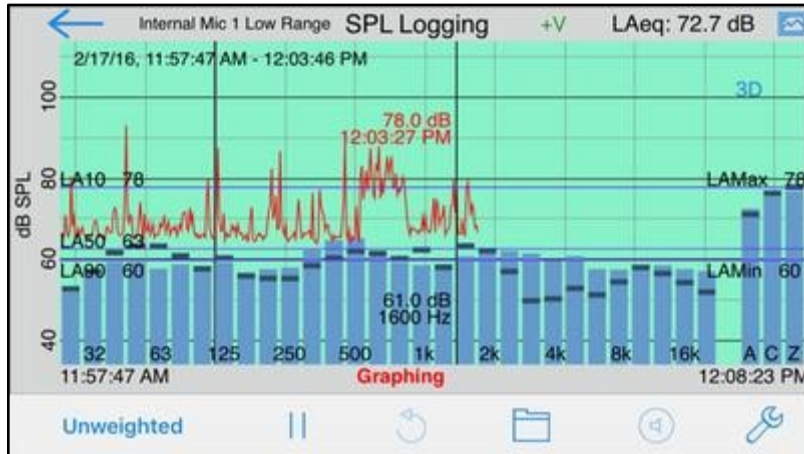 Internal Mic 1 Low Range SPL Logging +V LAeq: 72.7 dB
2/17/16, 11:57:47 AM - 12:03:46 PM
3D
100
78.0 dB
12:03:27 PM
80
LA10 78
LAMax 78
dB SPL
LA50 63
60
LA90 60
LAMin 60
61.0 dB
1600 Hz
40
32 63 125 250 500 1k 2k 4k 8k 16k A C Z
11:57:47 AM Graphing 12:08:23 PM
Unweighted